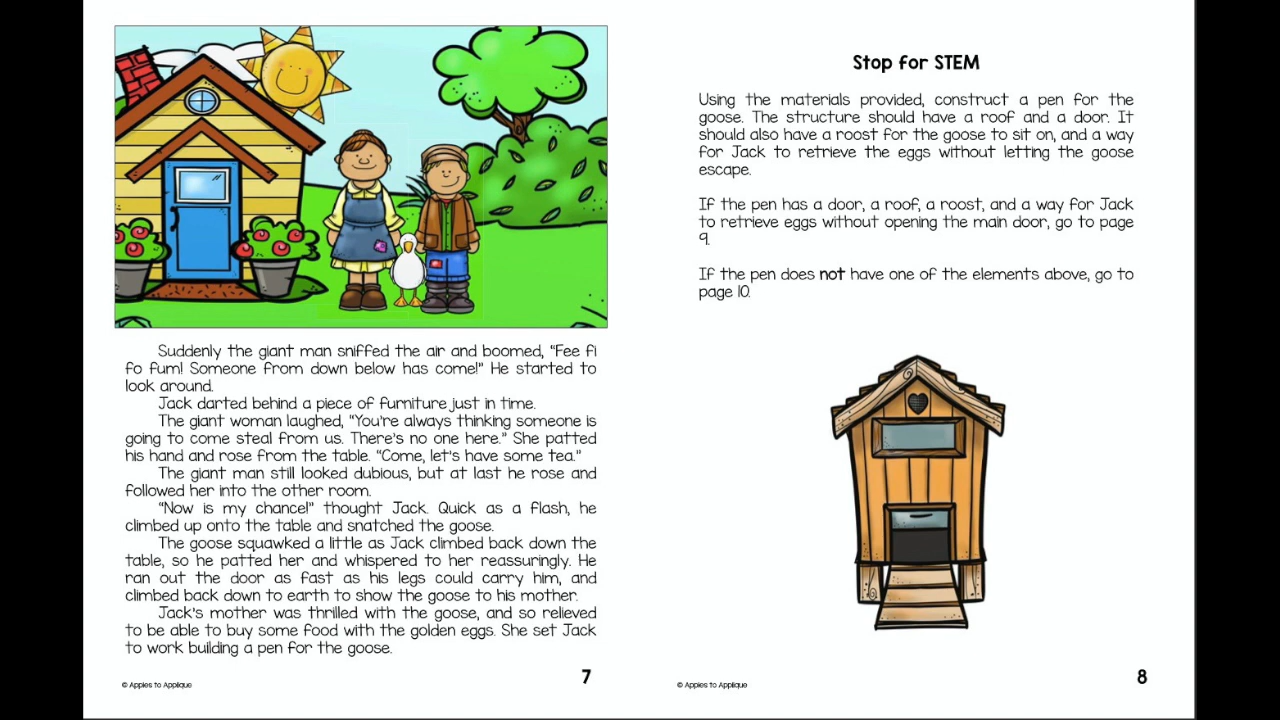 Suddenly the giant man sniffed the air and boomed, "Fee fi
fo fum! Someone from down below has come!" He started to
look around.
Jack darted behind a piece of furniture just in time.
The giant woman laughed, "You're always thinking someone is
going to come steal from us. There's no one here." She patted
his hand and rose from the table. "Come, let's have some tea."
The giant man still looked dubious, but at last he rose and
followed her into the other room.
"Now is my chance!" thought Jack. Quick as a flash, he
climbed up onto the table and snatched the goose.
The goose squawked a little as Jack climbed back down the
table, so he patted her and whispered to her reassuringly. He
ran out the door as fast as his legs could carry him, and
climbed back down to earth to show the goose to his mother.
Jack's mother was thrilled with the goose, and so relieved
to be able to buy some food with the golden eggs. She set Jack
to work building a pen for the goose.
© Apples to Applique
7
Stop for STEM
Using the materials provided, construct a pen for the
goose. The structure should have a roof and a door. It
should also have a roost for the goose to sit on, and a way
for Jack to retrieve the eggs without letting the goose
escape.
If the pen has a door, a roof, a roost, and a way for Jack
to retrieve eggs without opening the main door, go to page
9.
If the pen does not have one of the elements above, go to
page 10.
© Apples to Applique
8